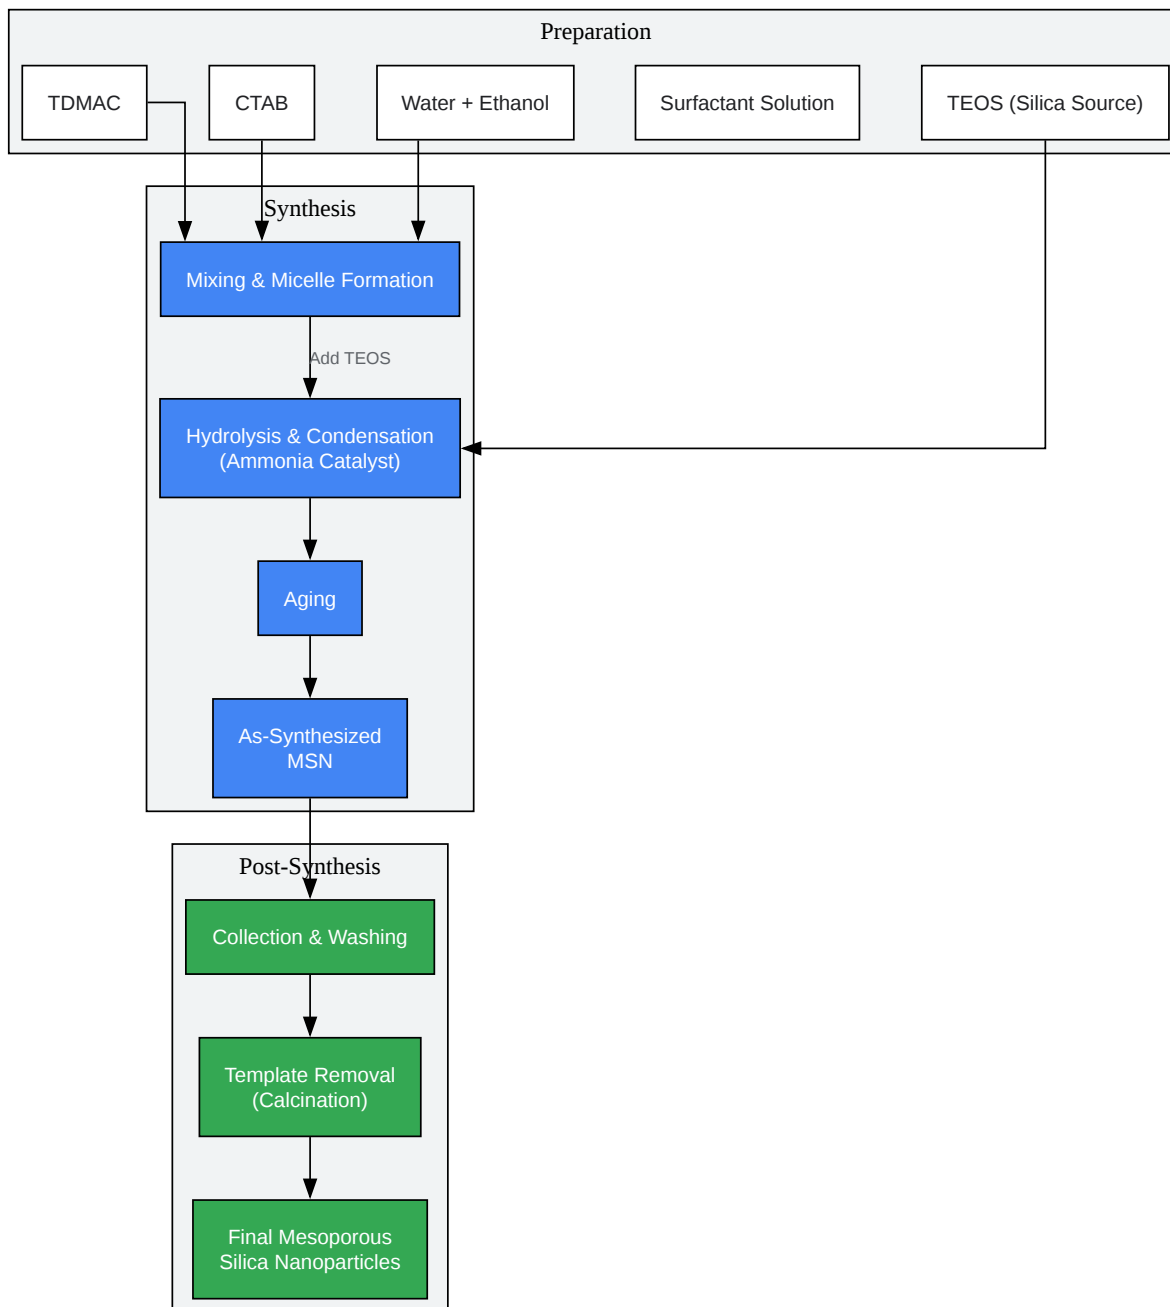 Preparation
TDMAC
CTAB
Water + Ethanol
Surfactant Solution
TEOS (Silica Source)
Synthesis
Mixing & Micelle Formation
Add TEOS
Hydrolysis & Condensation
(Ammonia Catalyst)
Aging
As-Synthesized
MSN
Post-Synthesis
Collection & Washing
Template Removal
(Calcination)
Final Mesoporous
Silica Nanoparticles